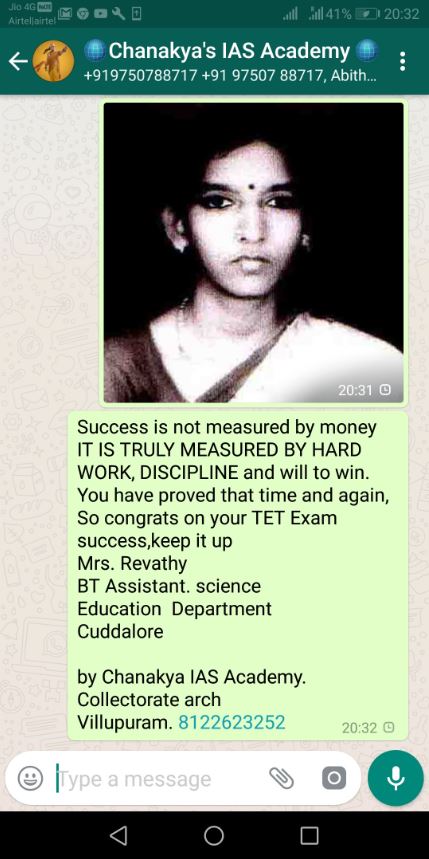 Jio 4G VoLTE
Airtel|airtel
41% 20:32
Chanakya's IAS Academy
+919750788717 +91 97507 88717, Abith...
20:31
Success is not measured by money
IT IS TRULY MEASURED BY HARD
WORK, DISCIPLINE and will to win.
You have proved that time and again,
So congrats on your TET Exam
success,keep it up
Mrs. Revathy
BT Assistant. science
Education  Department
Cuddalore
by Chanakya IAS Academy.
Collectorate arch
Villupuram. 8122623252
20:32
Type a message